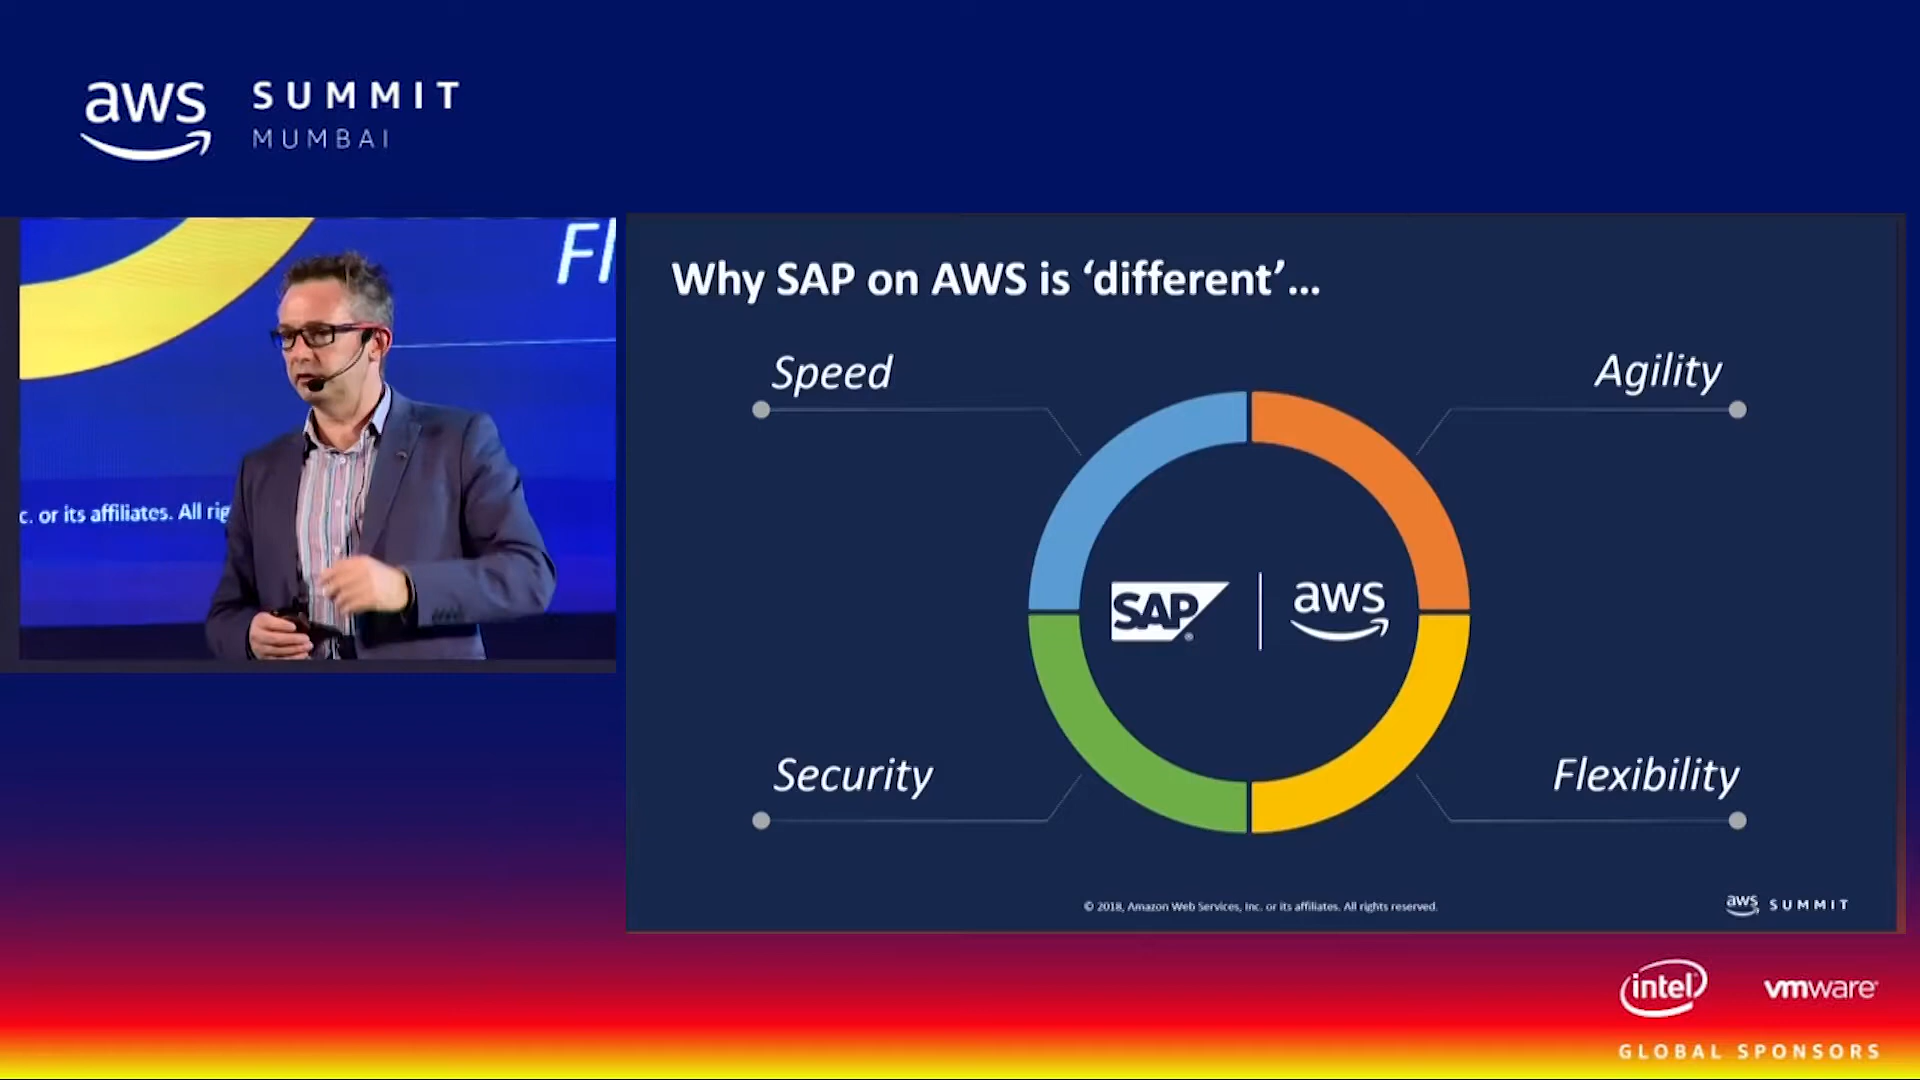 aws SUMMIT
MUMBAI
Fl
c. or its affiliates. All rig
Why SAP on AWS is ‘different’...
Speed
Agility
SAP® | aws
Security
Flexibility
© 2018, Amazon Web Services, Inc. or its affiliates. All rights reserved.
aws SUMMIT
intel vmware
GLOBAL SPONSORS